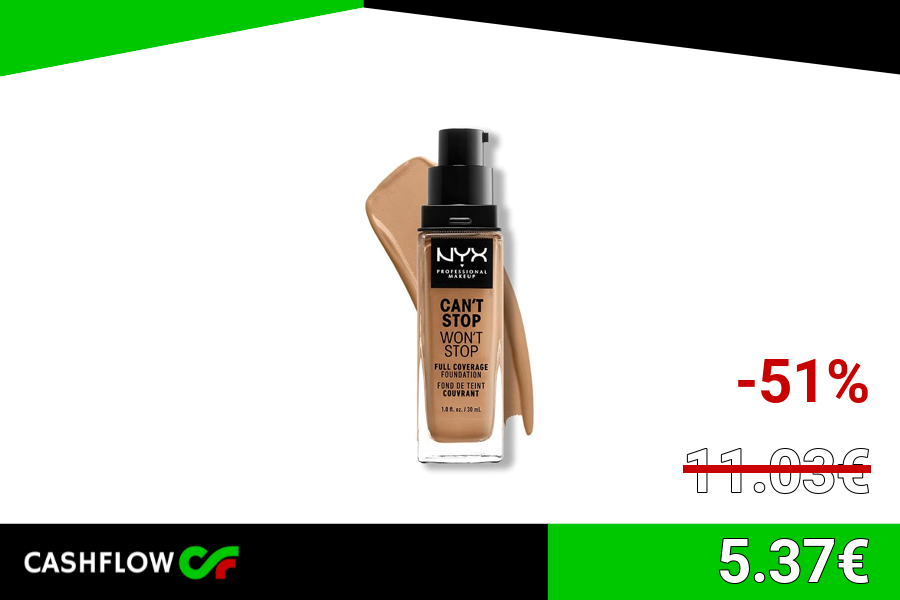 NYX
PROFESSIONAL
MAKEUP
CAN'T
STOP
WON'T
STOP
FULL COVERAGE
FOUNDATION
FOND DE TEINT
COUVRANT
1.0 fl. oz. / 30 mL
-51%
11.03€
CASHFLOW
5.37€